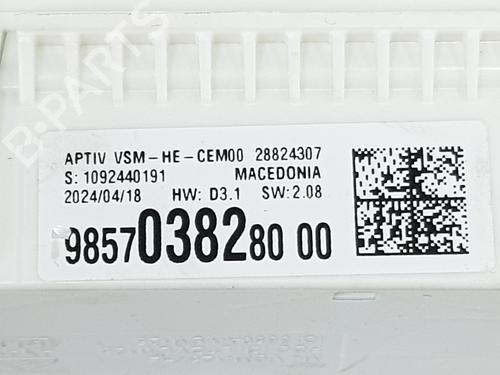 APTIV VSM-HE-CEM00 28824307
S: 1092440191 MACEDONIA
2024/04/18 HW: D3.1 SW:2.08
9857038280 00
B-PARTS